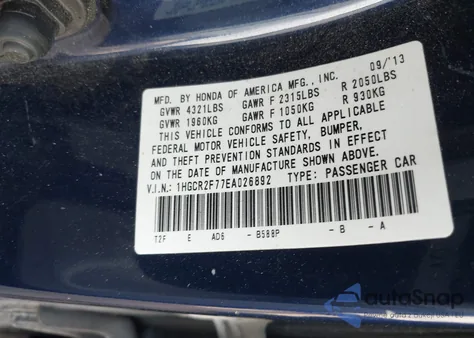 MFD. BY HONDA OF AMERICA MFG., INC. 09/'13
GVWR 4321LBS GAWR F 2315LBS R 2050LBS
GVWR 1960KG GAWR F 1050KG R 930KG
THIS VEHICLE CONFORMS TO ALL APPLICABLE
FEDERAL MOTOR VEHICLE SAFETY, BUMPER,
AND THEFT PREVENTION STANDARDS IN EFFECT
ON THE DATE OF MANUFACTURE SHOWN ABOVE.
V.I.N.: 1HGCR2F77EA026892 TYPE: PASSENGER CAR
T2F E AD6 -B588P -B -A
autoSnap